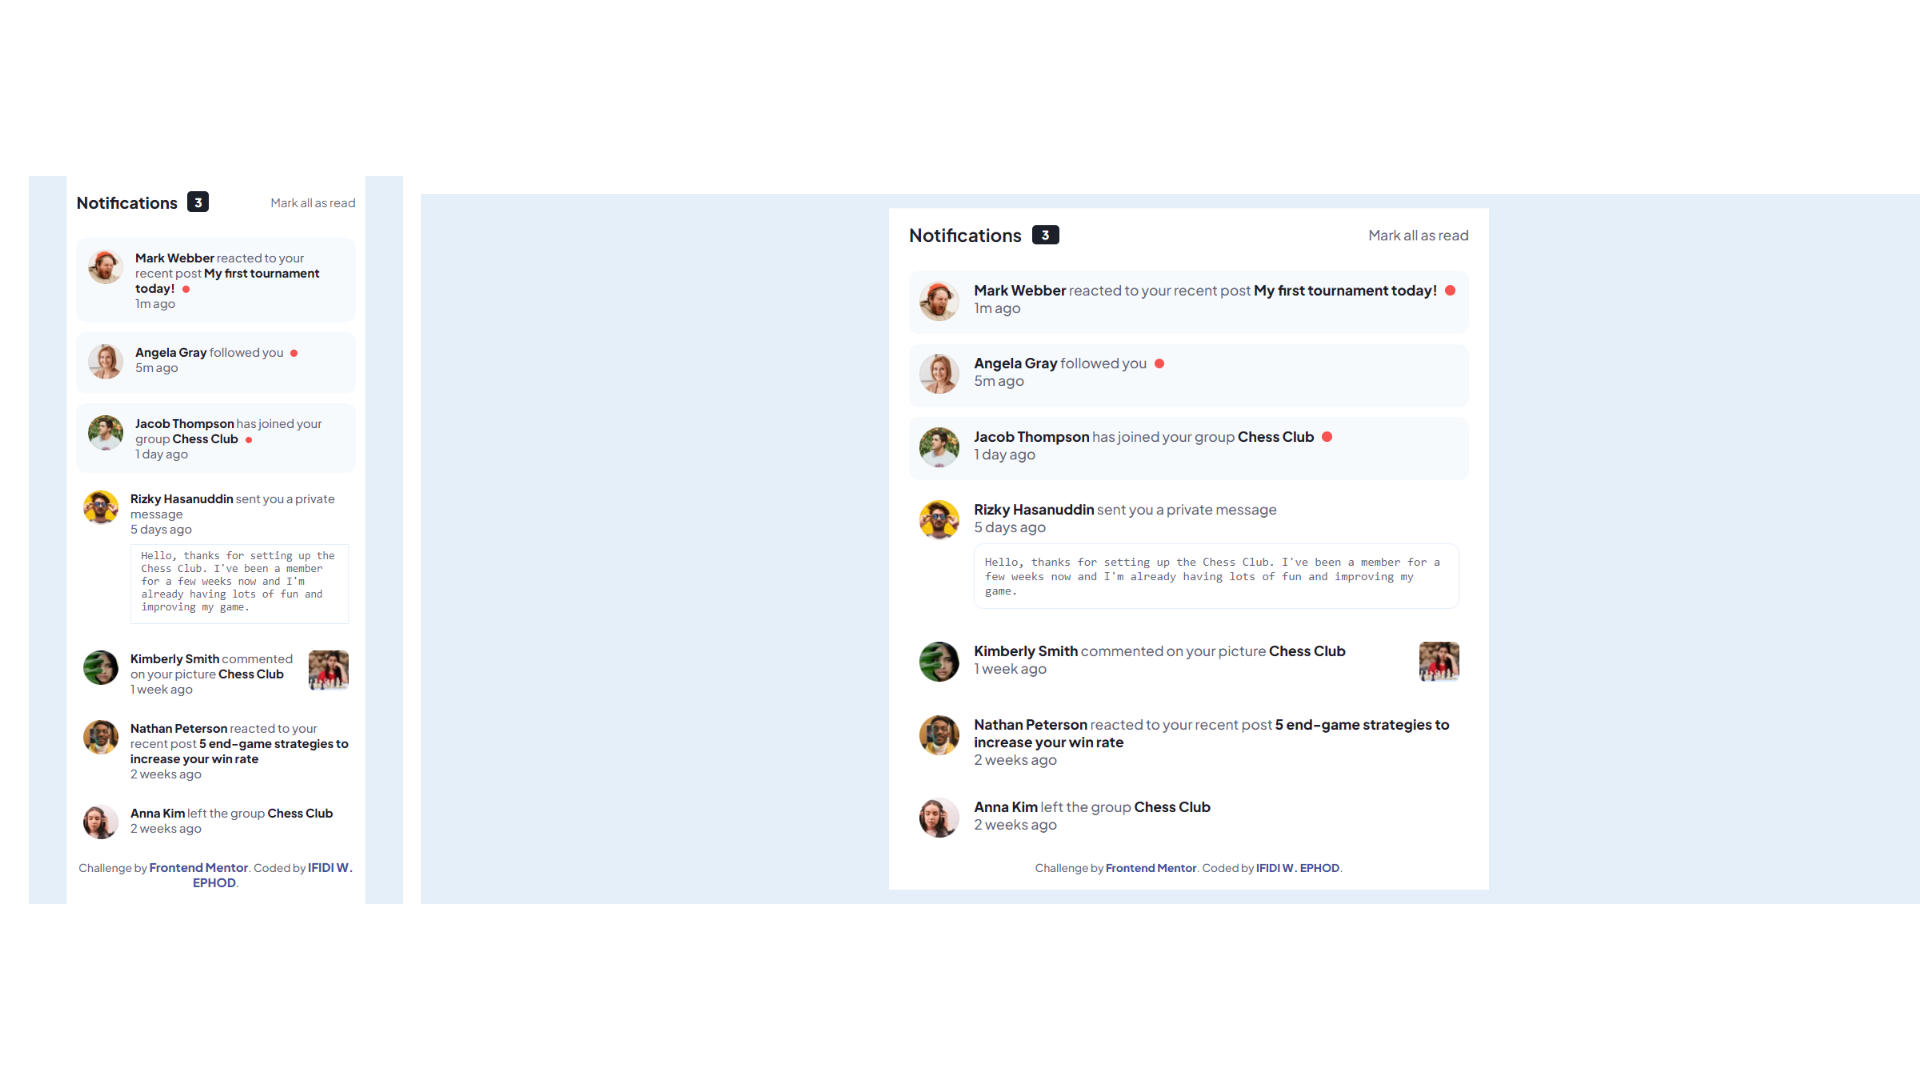 Notifications 3 Mark all as read
Mark Webber reacted to your
recent post My first tournament
today!
1m ago
Angela Gray followed you
5m ago
Jacob Thompson has joined your
group Chess Club
1 day ago
Rizky Hasanuddin sent you a private
message
5 days ago
Hello, thanks for setting up the
Chess Club. I've been a member
for a few weeks now and I'm
already having lots of fun and
improving my game.
Kimberly Smith commented
on your picture Chess Club
1 week ago
Nathan Peterson reacted to your
recent post 5 end-game strategies to
increase your win rate
2 weeks ago
Anna Kim left the group Chess Club
2 weeks ago
Challenge by Frontend Mentor. Coded by IFIDI W.
EPHOD.
Notifications 3 Mark all as read
Mark Webber reacted to your recent post My first tournament today!
1m ago
Angela Gray followed you
5m ago
Jacob Thompson has joined your group Chess Club
1 day ago
Rizky Hasanuddin sent you a private message
5 days ago
Hello, thanks for setting up the Chess Club. I've been a member for a
few weeks now and I'm already having lots of fun and improving my
game.
Kimberly Smith commented on your picture Chess Club
1 week ago
Nathan Peterson reacted to your recent post 5 end-game strategies to
increase your win rate
2 weeks ago
Anna Kim left the group Chess Club
2 weeks ago
Challenge by Frontend Mentor. Coded by IFIDI W. EPHOD.